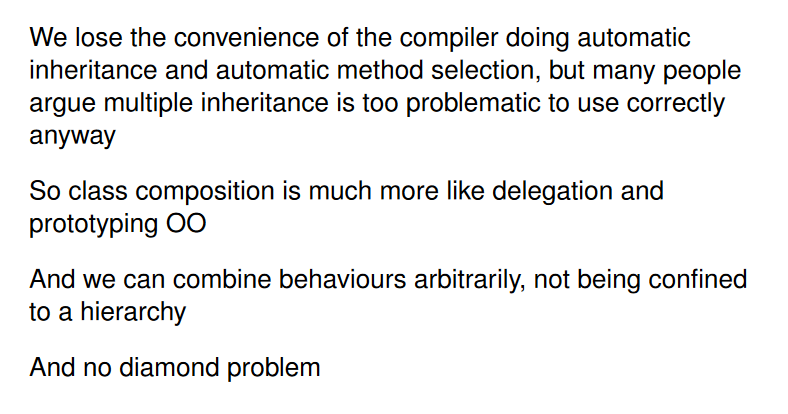 We lose the convenience of the compiler doing automatic
inheritance and automatic method selection, but many people
argue multiple inheritance is too problematic to use correctly
anyway
So class composition is much more like delegation and
prototyping OO
And we can combine behaviours arbitrarily, not being confined
to a hierarchy
And no diamond problem